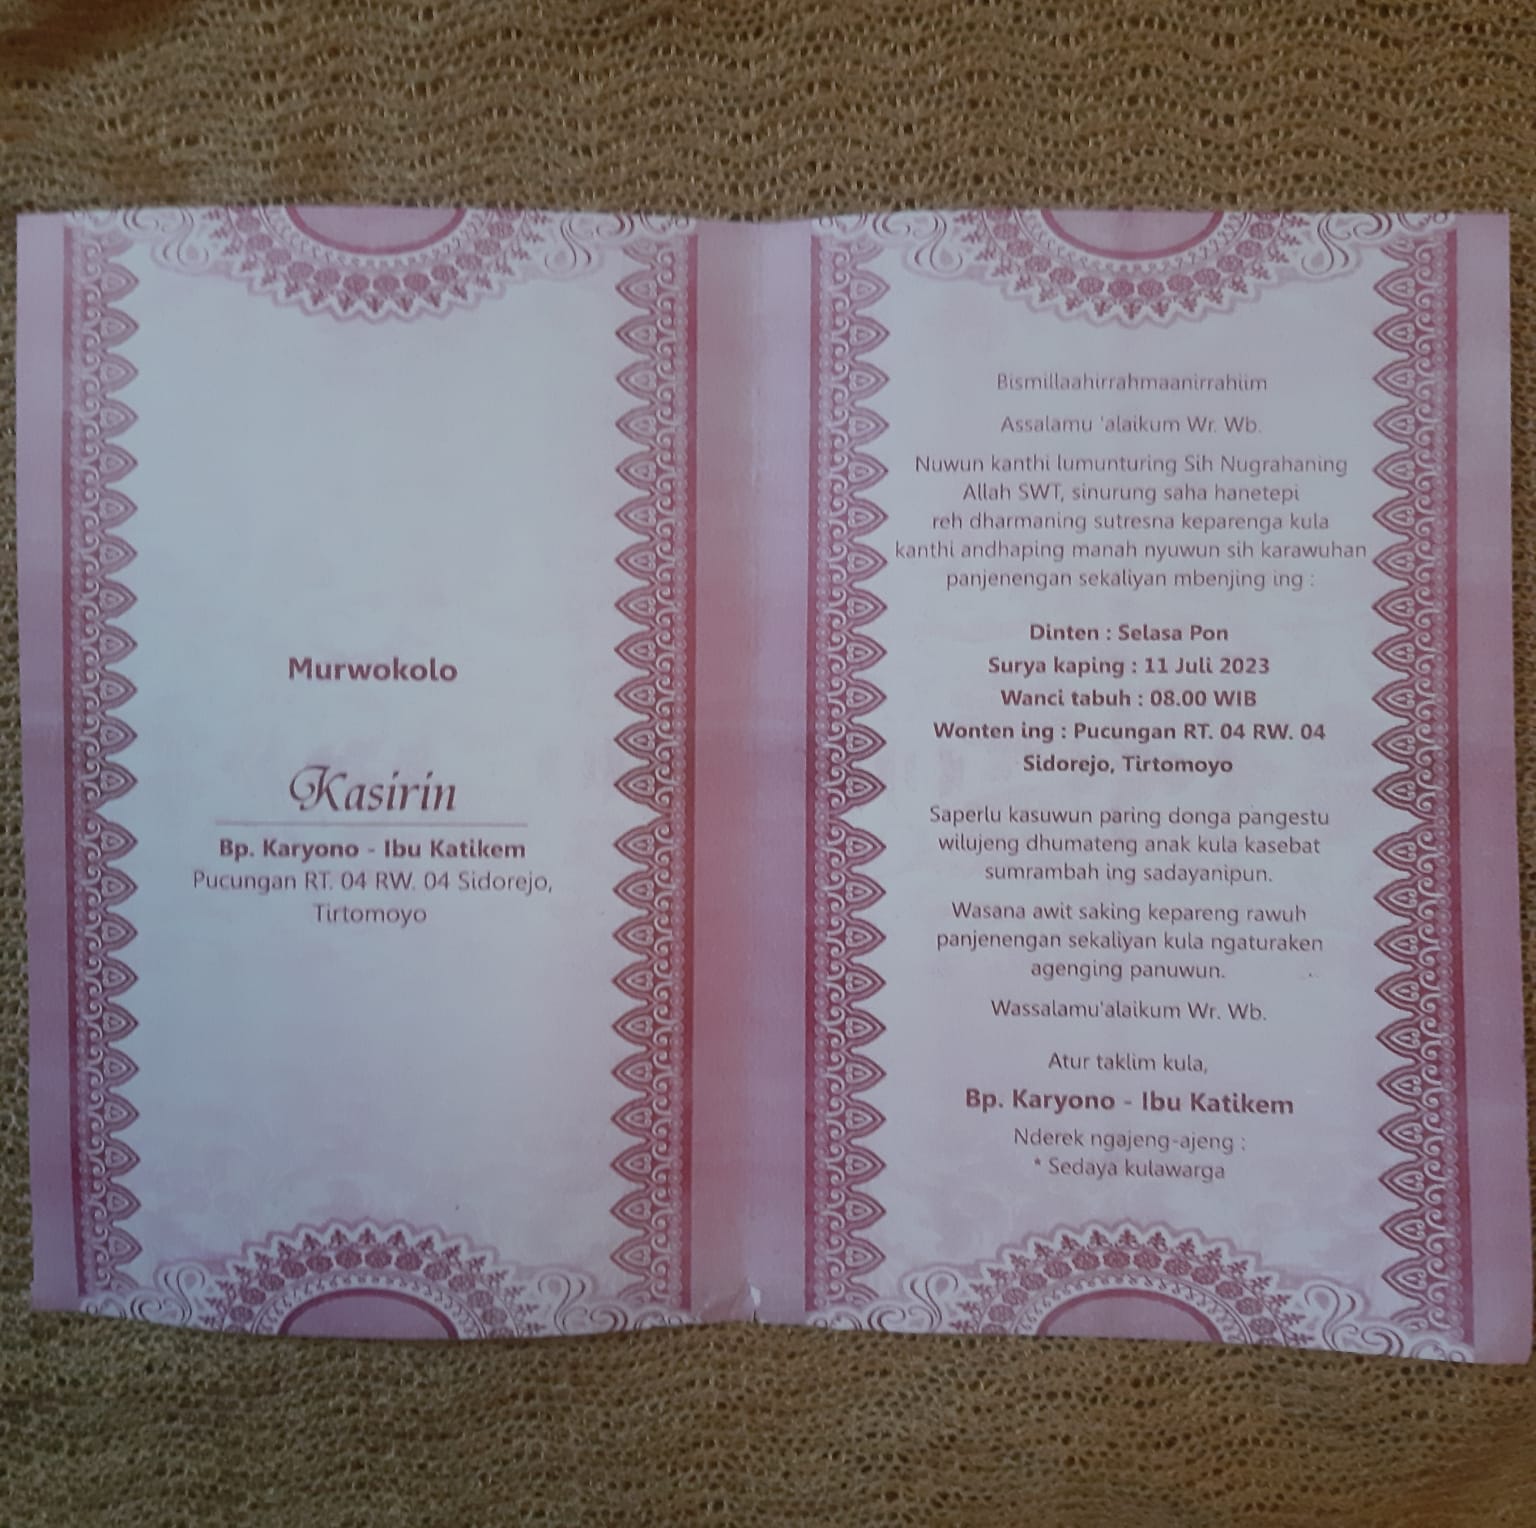 Murwokolo
Kasirin
Bp. Karyono - Ibu Katikem
Pucungan RT. 04 RW. 04 Sidorejo,
Tirtomoyo
Bismillaahirrahmaanirrahiim
Assalamu 'alaikum Wr. Wb.
Nuwun kanthi lumunturing Sih Nugrahaning
Allah SWT, sinurung saha hanetepi
reh dharmaning sutresna keparenga kula
kanthi andhaping manah nyuwun sih karawuhan
panjenengan sekaliyan mbenjing ing :
Dinten : Selasa Pon
Surya kaping : 11 Juli 2023
Wanci tabuh : 08.00 WIB
Wonten ing : Pucungan RT. 04 RW. 04
Sidorejo, Tirtomoyo
Saperlu kasuwun paring donga pangestu
wilujeng dhumateng anak kula kasebat
sumrambah ing sadayanipun.
Wasana awit saking kepareng rawuh
panjenengan sekaliyan kula ngaturaken
agenging panuwun.
Wassalamu'alaikum Wr. Wb.
Atur taklim kula,
Bp. Karyono - Ibu Katikem
Nderek ngajeng-ajeng :
* Sedaya kulawarga